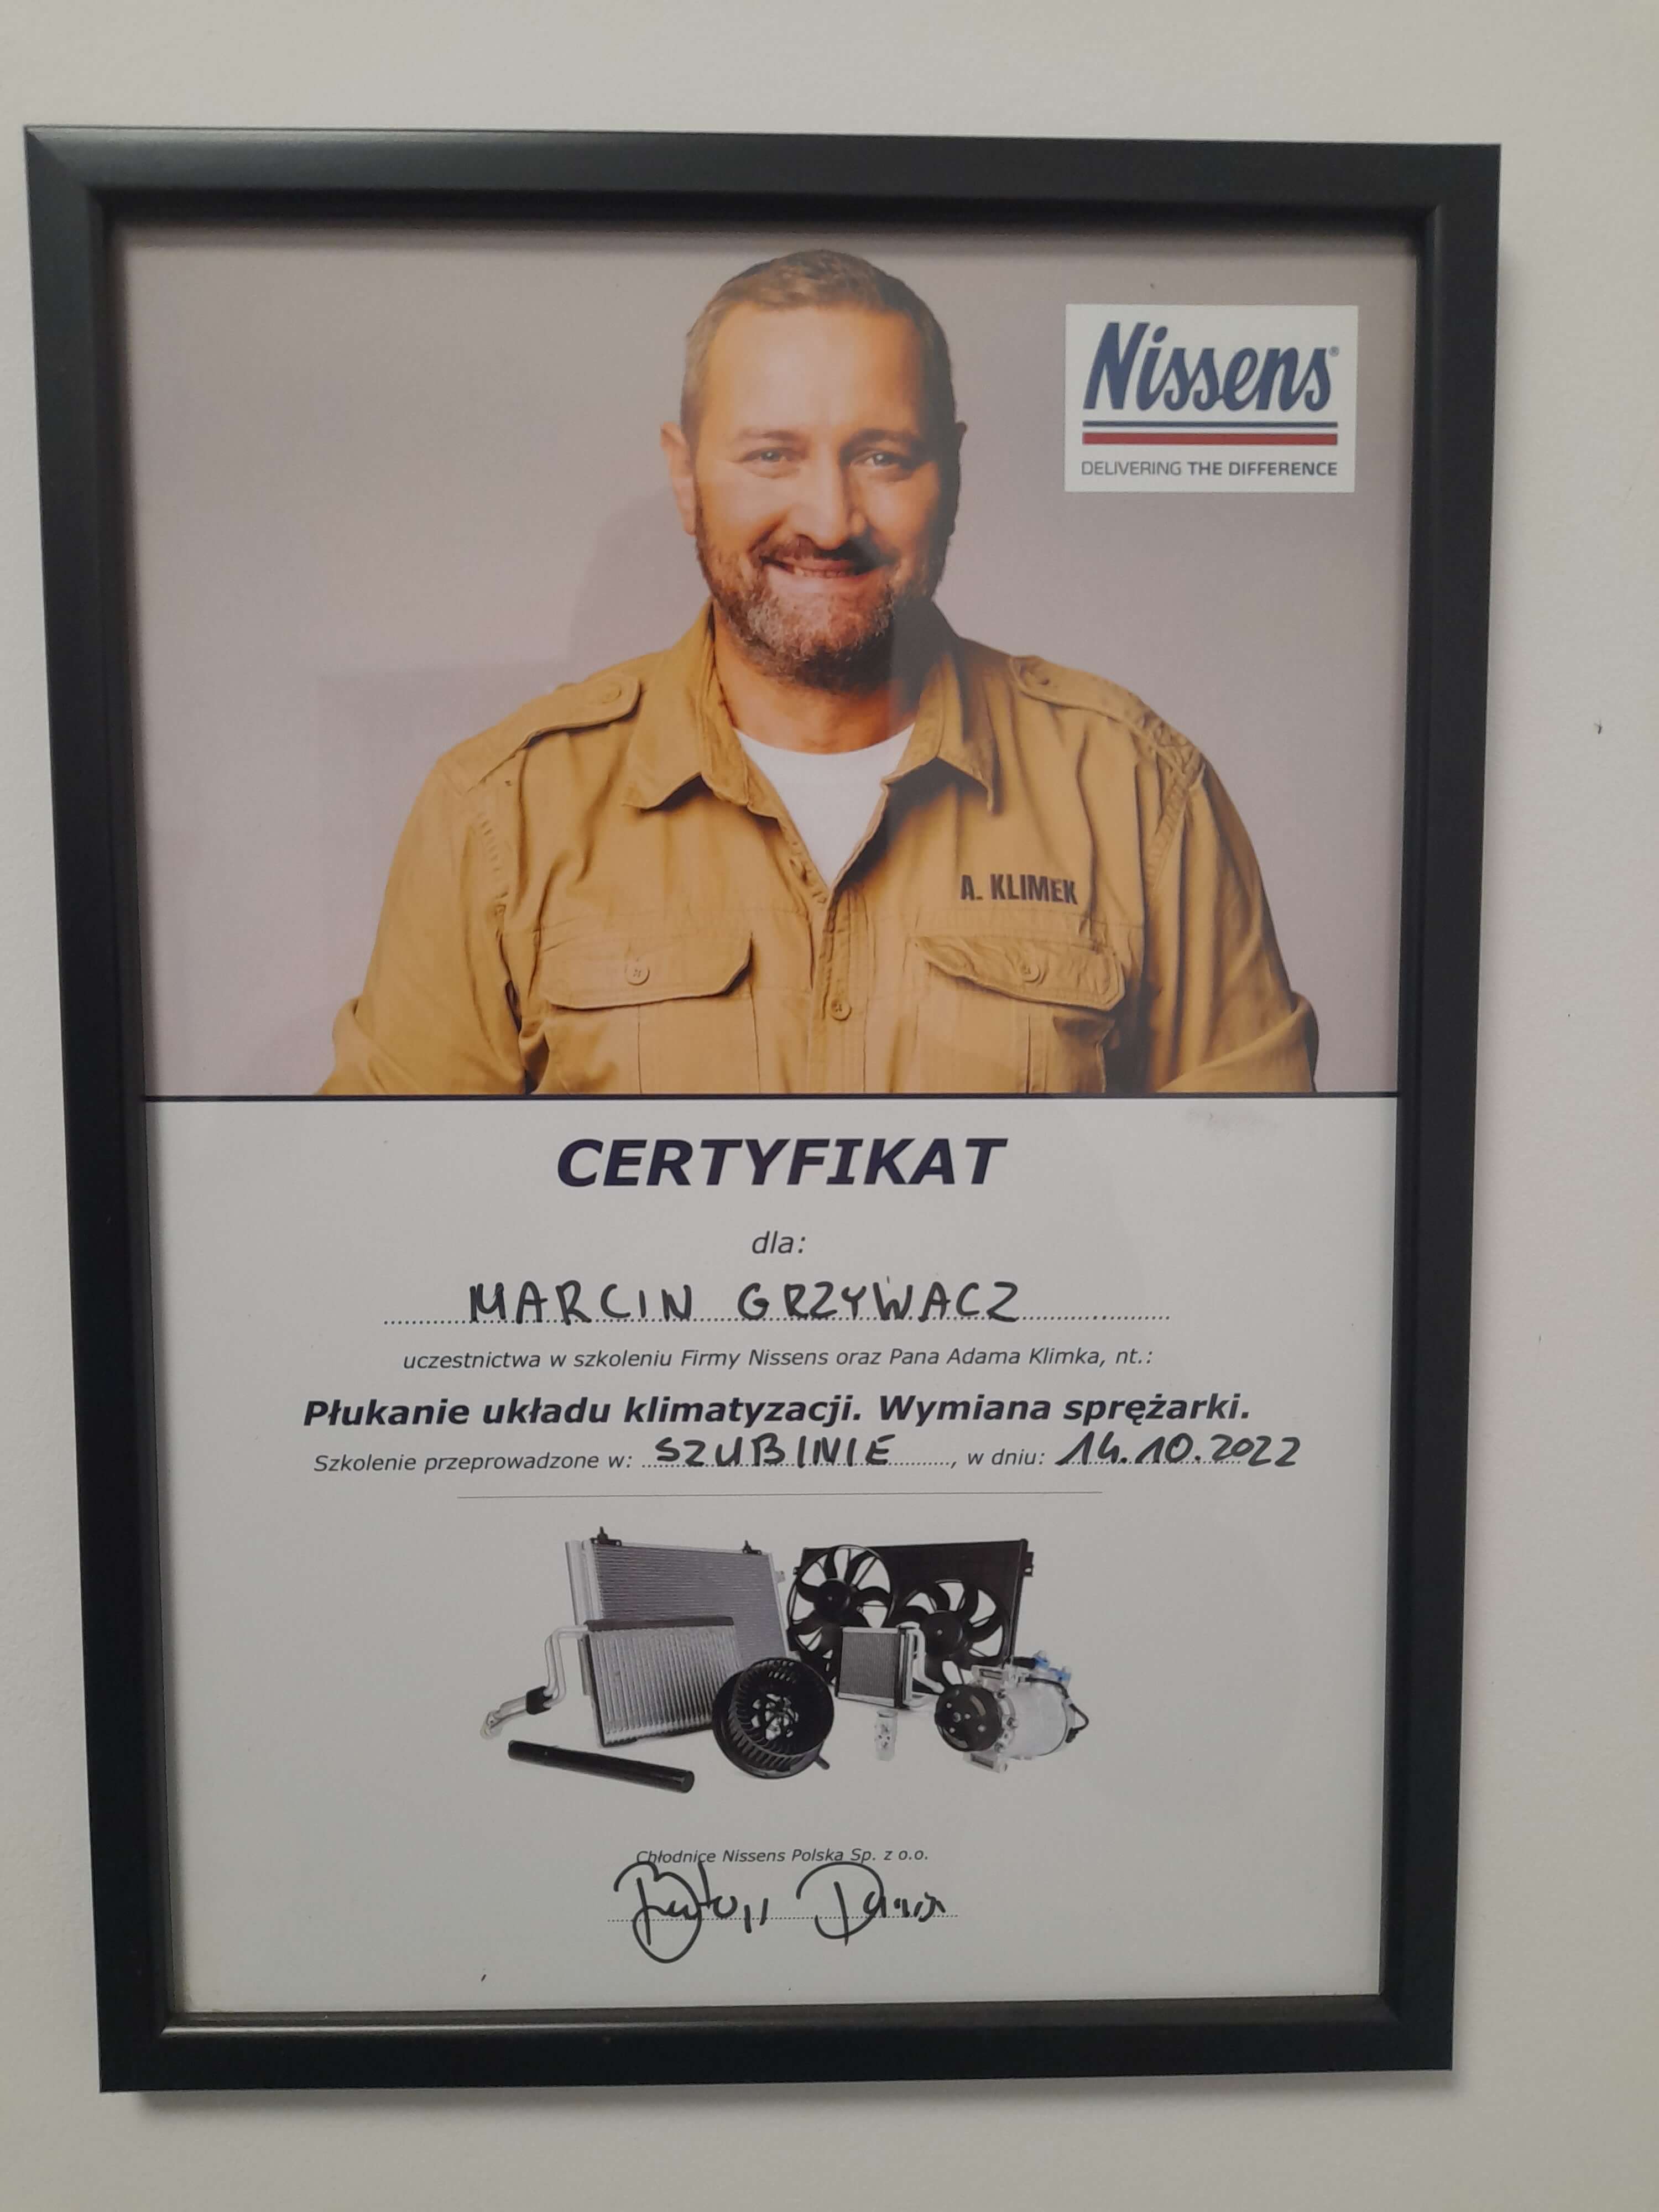 Nissens®
DELIVERING THE DIFFERENCE
A. KLIMEK
CERTYFIKAT
dla:
MARCIN GRZYWACZ
uczestnictwa w szkoleniu Firmy Nissens oraz Pana Adama Klimka, nt.:
Płukanie układu klimatyzacji. Wymiana sprężarki.
Szkolenie przeprowadzone w: SZUBINIE, w dniu: 14.10.2022
Chłodnice Nissens Polska Sp. z o.o.